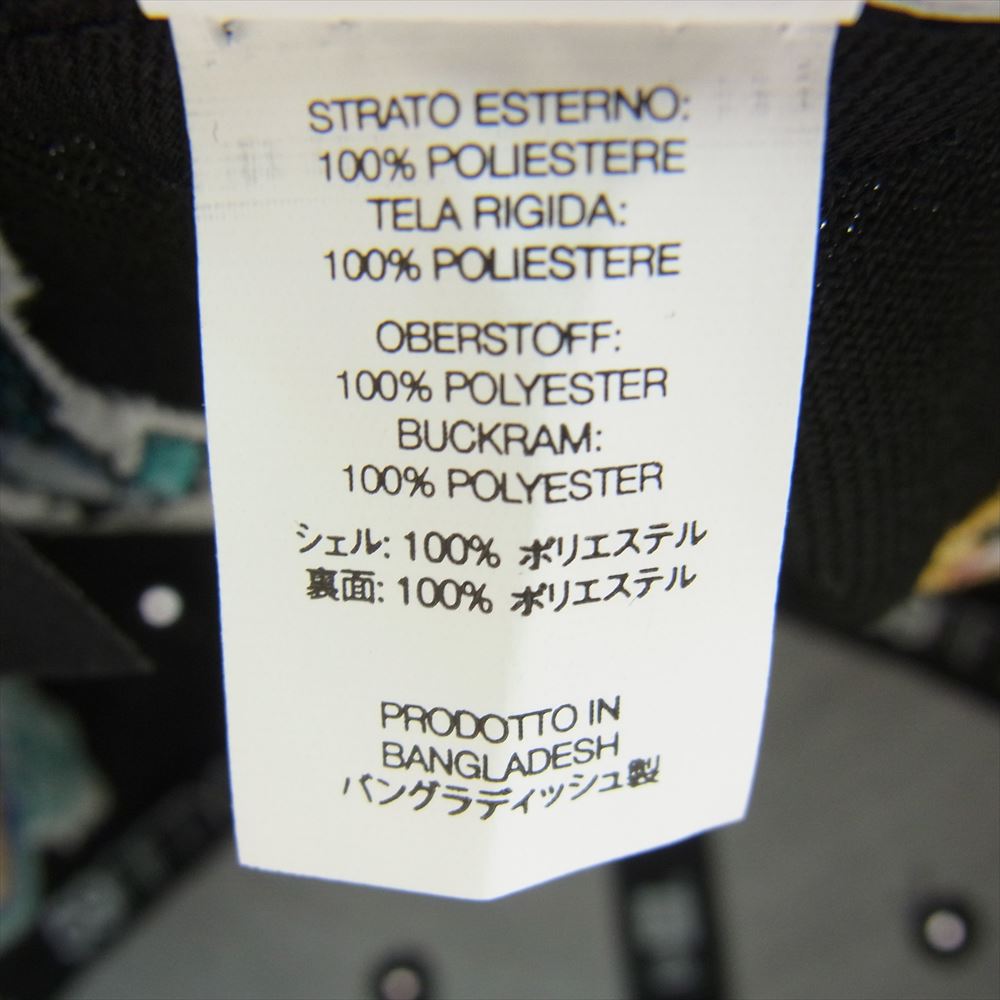 STRATO ESTERNO:
100% POLIESTERE
TELA RIGIDA:
100% POLIESTERE
OBERSTOFF:
100% POLYESTER
BUCKRAM:
100% POLYESTER
シェル: 100% ポリエステル
裏面: 100% ポリエステル
PRODOTTO IN
BANGLADESH
バングラディッシュ製